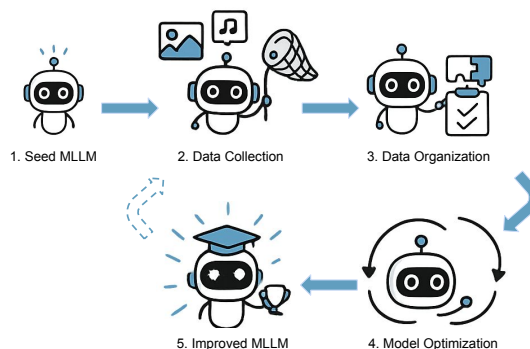 1. Seed MLLM
2. Data Collection
3. Data Organization
5. Improved MLLM
4. Model Optimization